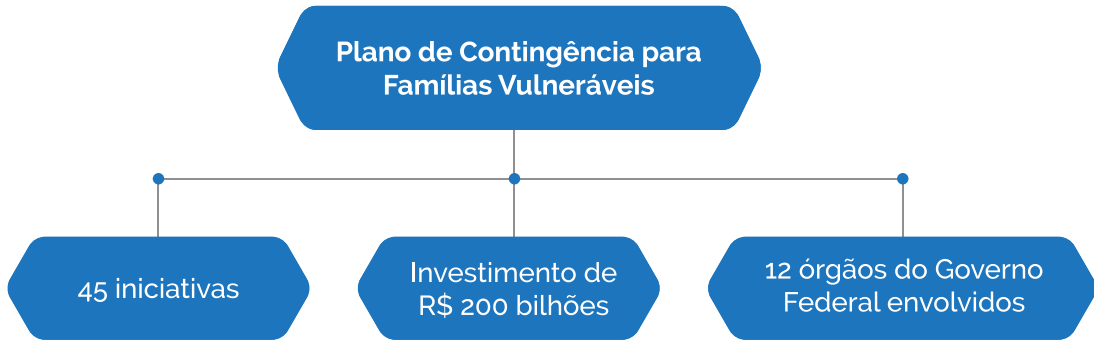 Plano de Contingência para
Famílias Vulneráveis
45 iniciativas
Investimento de
R$ 200 bilhões
12 órgãos do Governo
Federal envolvidos